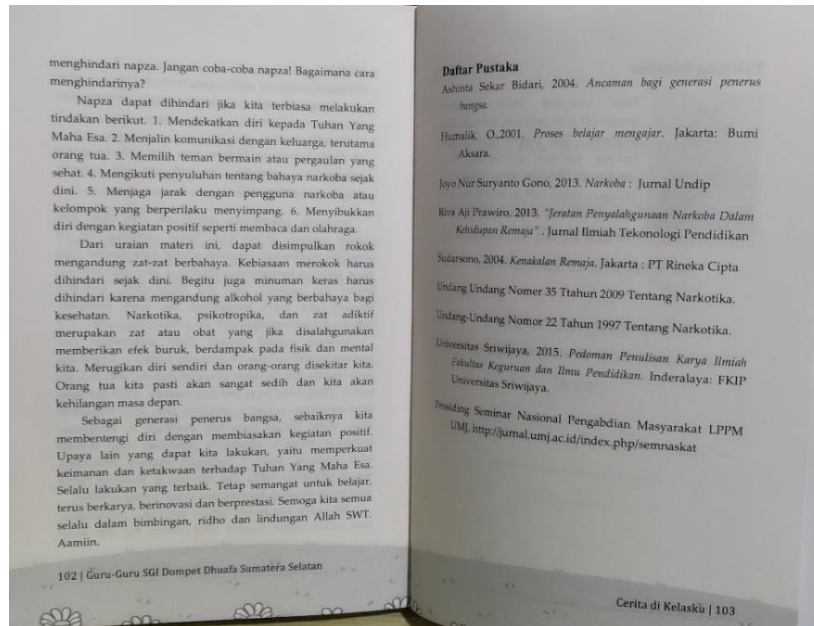 menghindari napza. Jangan coba-coba napza! Bagaimana cara
menghindarinya?
Napza dapat dihindari jika kita terbiasa melakukan
tindakan berikut. 1. Mendekatkan diri kepada Tuhan Yang
Maha Esa. 2. Menjalin komunikasi dengan keluarga, terutama
orang tua. 3. Memilih teman bermain atau pergaulan yang
sehat. 4. Mengikuti penyuluhan tentang bahaya narkoba sejak
dini. 5. Menjaga jarak dengan pengguna narkoba atau
kelompok yang berperilaku menyimpang. 6. Menyibukkan
diri dengan kegiatan positif seperti membaca dan olahraga.
Dari uraian materi ini, dapat disimpulkan rokok
mengandung zat-zat berbahaya. Kebiasaan merokok harus
dihindari sejak dini. Begitu juga minuman keras harus
dihindari karena mengandung alkohol yang berbahaya bagi
kesehatan. Narkotika, psikotropika, dan zat adiktif
merupakan zat atau obat yang jika disalahgunakan
memberikan efek buruk, berdampak pada fisik dan mental
kita. Merugikan diri sendiri dan orang-orang disekitar kita.
Orang tua kita pasti akan sangat sedih dan kita akan
kehilangan masa depan.
Sebagai generasi penerus bangsa, sebaiknya kita
membentengi diri dengan membiasakan kegiatan positif.
Upaya lain yang dapat kita lakukan, yaitu memperkuat
keimanan dan ketakwaan terhadap Tuhan Yang Maha Esa.
Selalu lakukan yang terbaik. Tetap semangat untuk belajar,
terus berkarya, berinovasi dan berprestasi. Semoga kita semua
selalu dalam bimbingan, ridho dan lindungan Allah SWT.
Aamiin.
102 | Guru-Guru SGI Dompet Dhuafa Sumatera Selatan
Daftar Pustaka
Ashinta Sekar Bidari, 2004. Ancaman bagi generasi penerus
bangsa.
Humalik, O.,2001. Proses belajar mengajar. Jakarta: Bumi
Aksara.
Joyo Nur Suryanto Gono, 2013. Narkoba : Jurnal Undip
Riva Aji Prawiro, 2013. "Jeratan Penyalahgunaan Narkoba Dalam
Kehidupan Remaja" . Jurnal Ilmiah Tekonologi Pendidikan
Sudarsono, 2004. Kenakalan Remaja. Jakarta : PT Rineka Cipta
Undang Undang Nomer 35 Ttahun 2009 Tentang Narkotika.
Undang-Undang Nomor 22 Tahun 1997 Tentang Narkotika.
Universitas Sriwijaya, 2015. Pedoman Penulisan Karya Ilmiah
Fakultas Keguruan dan Ilmu Pendidikan. Inderalaya: FKIP
Universitas Sriwijaya.
Prosiding Seminar Nasional Pengabdian Masyarakat LPPM
UMJ, http://jurnal.umj.ac.id/index.php/semnaskat
Cerita di Kelasku | 103